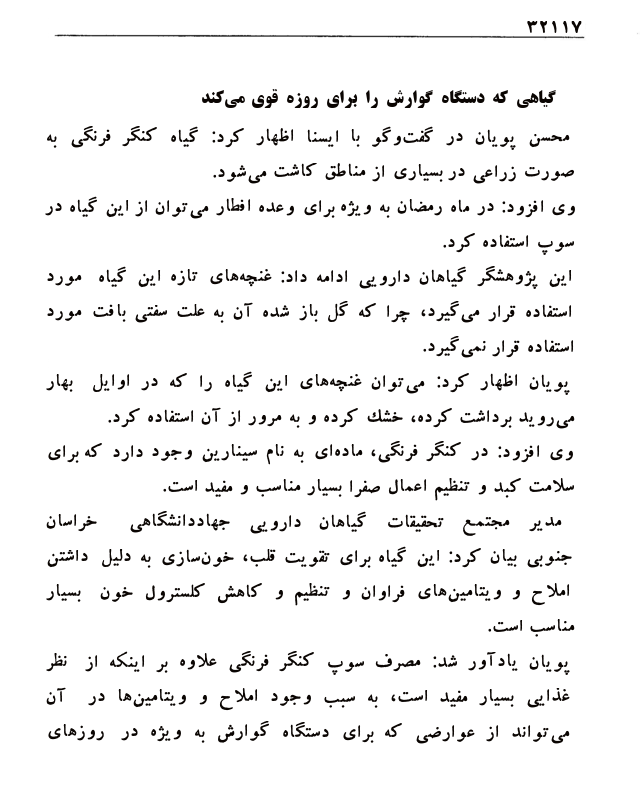 ۳۲۱۱۷
گیاهی که دستگاه گوارش را برای روزه قوی می‌کند
محسن پویان در گفت‌وگو با ایسنا اظهار کرد: گیاه کنگر فرنگی به
صورت زراعی در بسیاری از مناطق کاشت می‌شود.
وی افزود: در ماه رمضان به ویژه برای وعده افطار می‌توان از این گیاه در
سوپ استفاده کرد.
این پژوهشگر گیاهان دارویی ادامه داد: غنچه‌های تازه این گیاه مورد
استفاده قرار می‌گیرد، چرا که گل باز شده آن به علت سفتی بافت مورد
استفاده قرار نمی‌گیرد.
پویان اظهار کرد: می‌توان غنچه‌های این گیاه را که در اوایل بهار
می‌روید برداشت کرده، خشك کرده و به مرور از آن استفاده کرد.
وی افزود: در کنگر فرنگی، ماده‌ای به نام سینارین وجود دارد که برای
سلامت کبد و تنظیم اعمال صفرا بسیار مناسب و مفید است.
مدیر مجتمع تحقیقات گیاهان دارویی جهاددانشگاهی خراسان
جنوبی بیان کرد: این گیاه برای تقویت قلب، خون‌سازی به دلیل داشتن
املاح و ویتامین‌های فراوان و تنظیم و کاهش کلسترول خون بسیار
مناسب است.
پویان یادآور شد: مصرف سوپ کنگر فرنگی علاوه بر اینکه از نظر
غذایی بسیار مفید است، به سبب وجود املاح و ویتامین‌ها در آن
می‌تواند از عوارضی که برای دستگاه گوارش به ویژه در روزهای